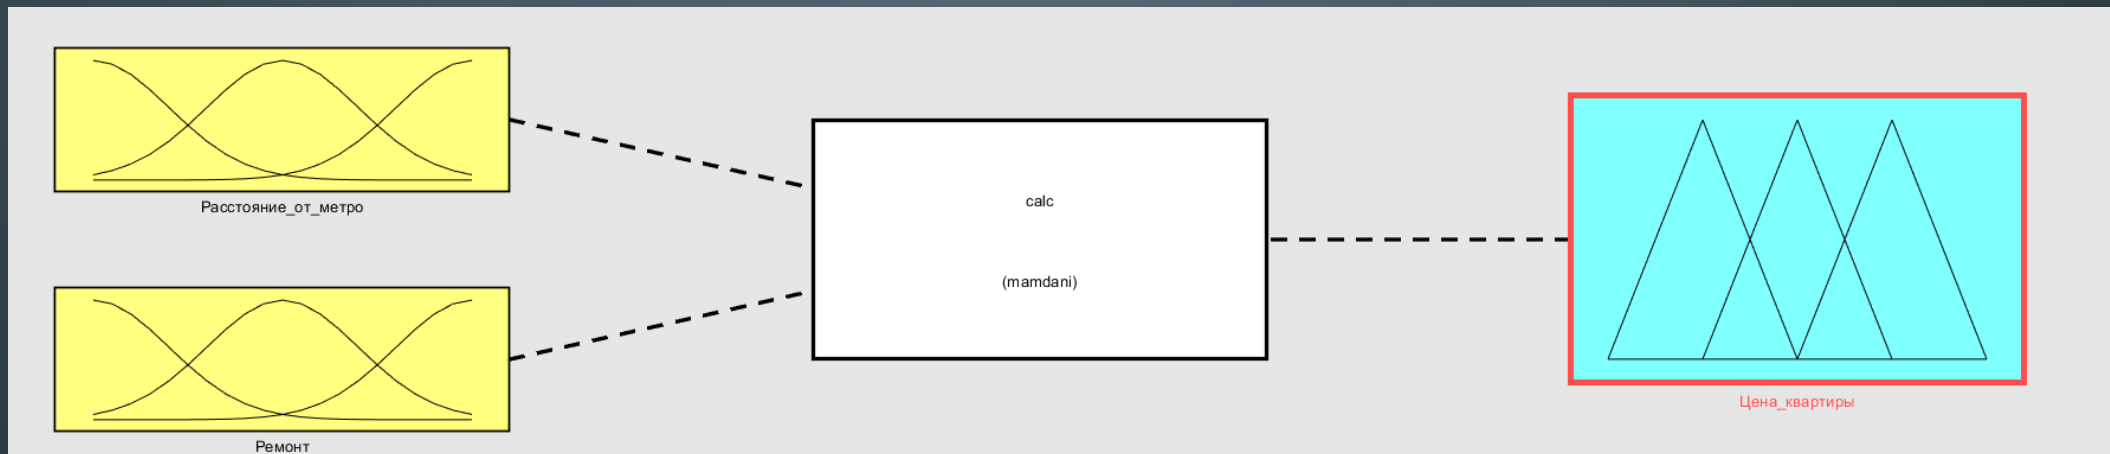 Расстояние_от_метро
calc
(mamdani)
Цена_квартиры
Ремонт